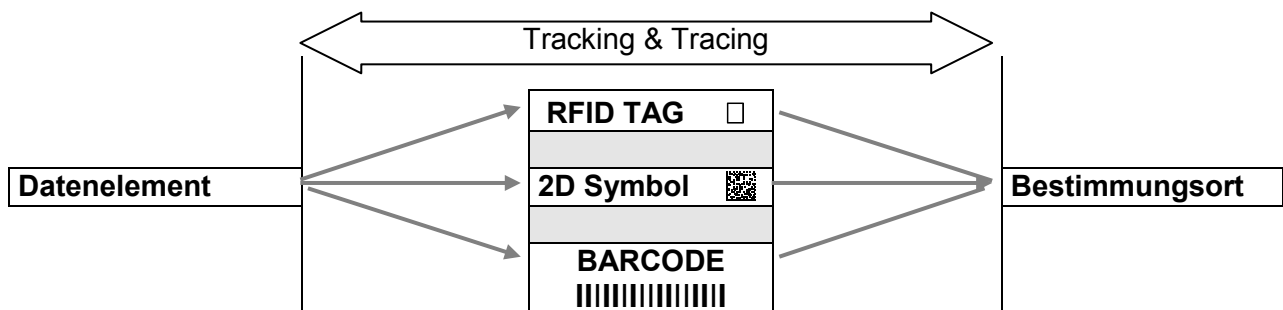 Tracking & Tracing
RFID TAG
Datenelement
2D Symbol
Bestimmungsort
BARCODE